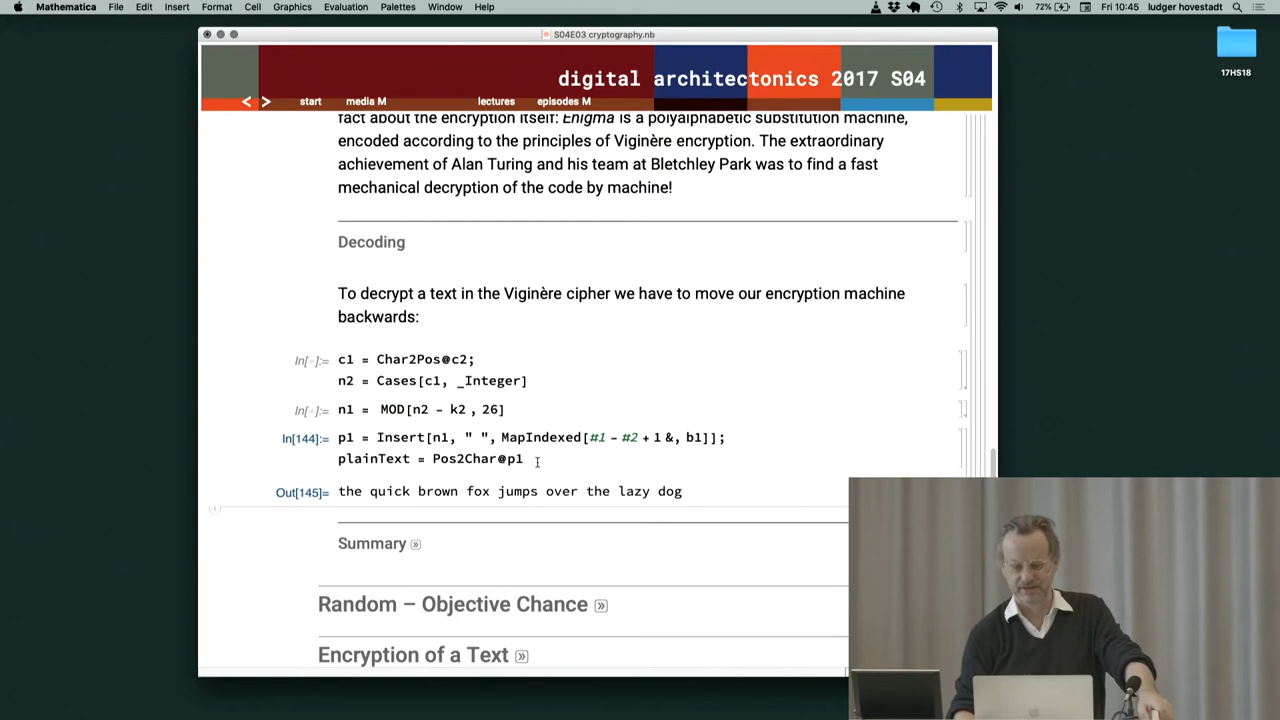 Mathematica File Edit Insert Format Cell Graphics Evaluation Palettes Window Help 72% Fri 10:45 ludger hovestadt
S04E03 cryptography.nb
17HS18
digital architectonics 2017 S04
< > start media M lectures episodes M
fact about the encryption itself: Enigma is a polyalphabetic substitution machine,
encoded according to the principles of Viginère encryption. The extraordinary
achievement of Alan Turing and his team at Bletchley Park was to find a fast
mechanical decryption of the code by machine!
Decoding
To decrypt a text in the Viginère cipher we have to move our encryption machine
backwards:
In[ ]:= c1 = Char2Pos@c2;
n2 = Cases[c1, _Integer]
In[ ]:= n1 = MOD[n2 - k2 , 26]
In[144]:= p1 = Insert[n1, " ", MapIndexed[#1 - #2 + 1 &, b1]];
plainText = Pos2Char@p1
Out[145]= the quick brown fox jumps over the lazy dog
Summary
Random – Objective Chance
Encryption of a Text